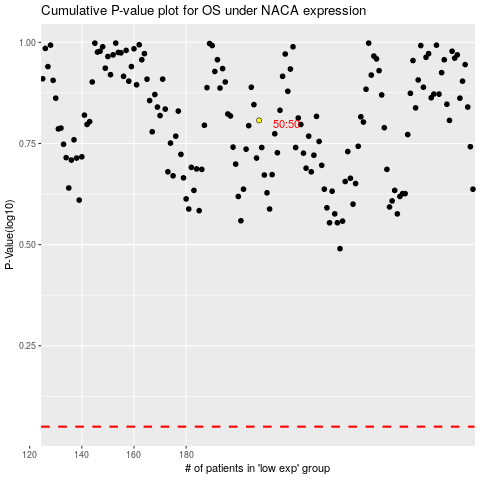 Cumulative P-value plot for OS under NACA expression
P-Value(log10)
1.00
0.75
0.50
0.25
50:50
120 140 160 180
# of patients in 'low exp' group